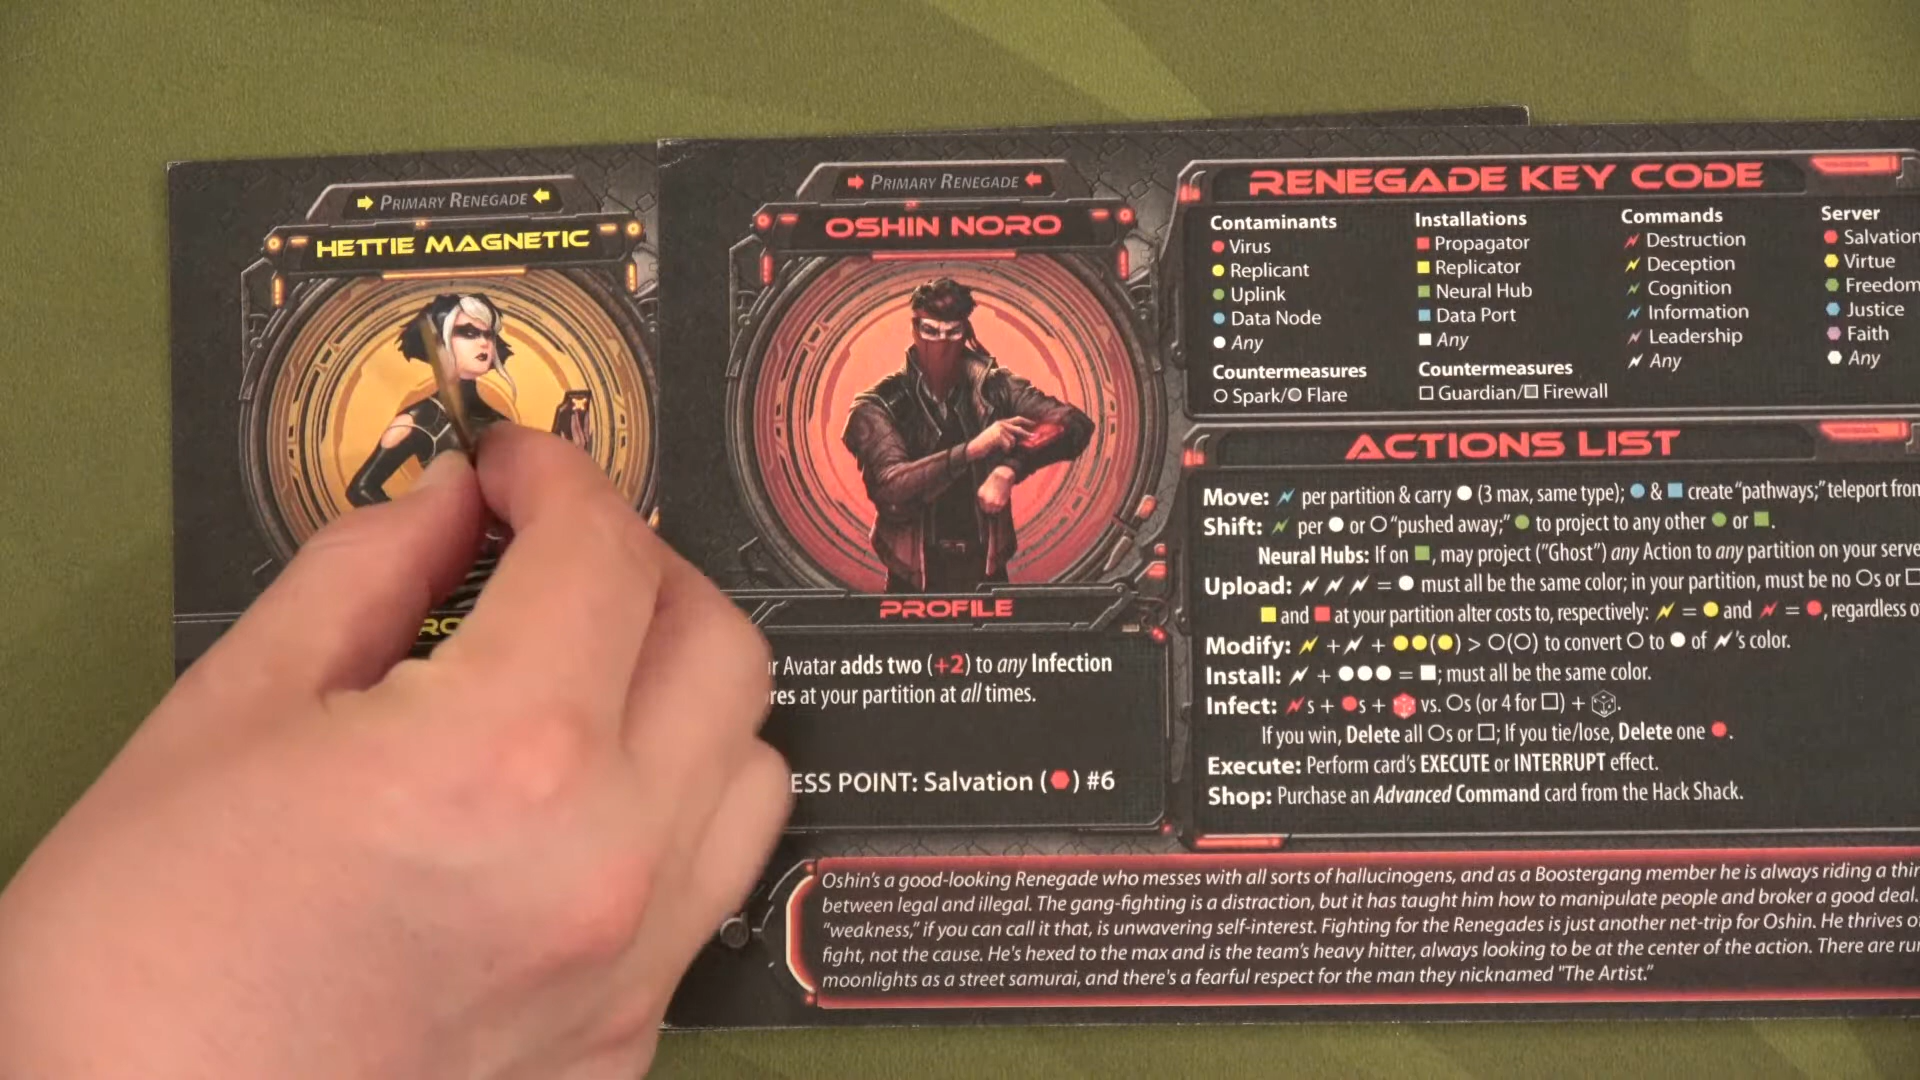 PRIMARY RENEGADE
HETTIE MAGNETIC
PRIMARY RENEGADE
OSHIN NORO
PROFILE
Avatar adds two (+2) to any Infection
at your partition at all times.
POINT: Salvation () #6
RENEGADE KEY CODE
Contaminants
Virus
Replicant
Uplink
Data Node
Any
Countermeasures
Spark/ Flare
Installations
Propagator
Replicator
Neural Hub
Data Port
Any
Countermeasures
Guardian/ Firewall
Commands
Destruction
Deception
Cognition
Information
Leadership
Any
Server
Salvation
Virtue
Freedom
Justice
Faith
Any
ACTIONS LIST
Move: per partition & carry (3 max, same type); & create "pathways;" teleport from
Shift: per or "pushed away;" to project to any other or .
Neural Hubs: If on , may project ("Ghost") any Action to any partition on your
Upload: = must all be the same color; in your partition, must be no s or
and at your partition alter costs to, respectively: = and = , regardless
Modify: + + () > () to convert to of 's color.
Install: + = ; must all be the same color.
Infect: s + s + vs. s (or 4 for ) + .
If you win, Delete all s or ; If you tie/lose, Delete one .
Execute: Perform card's EXECUTE or INTERRUPT effect.
Shop: Purchase an Advanced Command card from the Hack Shack.
Oshin's a good-looking Renegade who messes with all sorts of hallucinogens, and as a Boostergang member he is always riding a
between legal and illegal. The gang-fighting is a distraction, but it has taught him how to manipulate people and broker a good deal.
"weakness," if you can call it that, is unwavering self-interest. Fighting for the Renegades is just another net-trip for Oshin. He thrives
fight, not the cause. He's hexed to the max and is the team's heavy hitter, always looking to be at the center of the action. There are
moonlights as a street samurai, and there's a fearful respect for the man they nicknamed "The Artist."